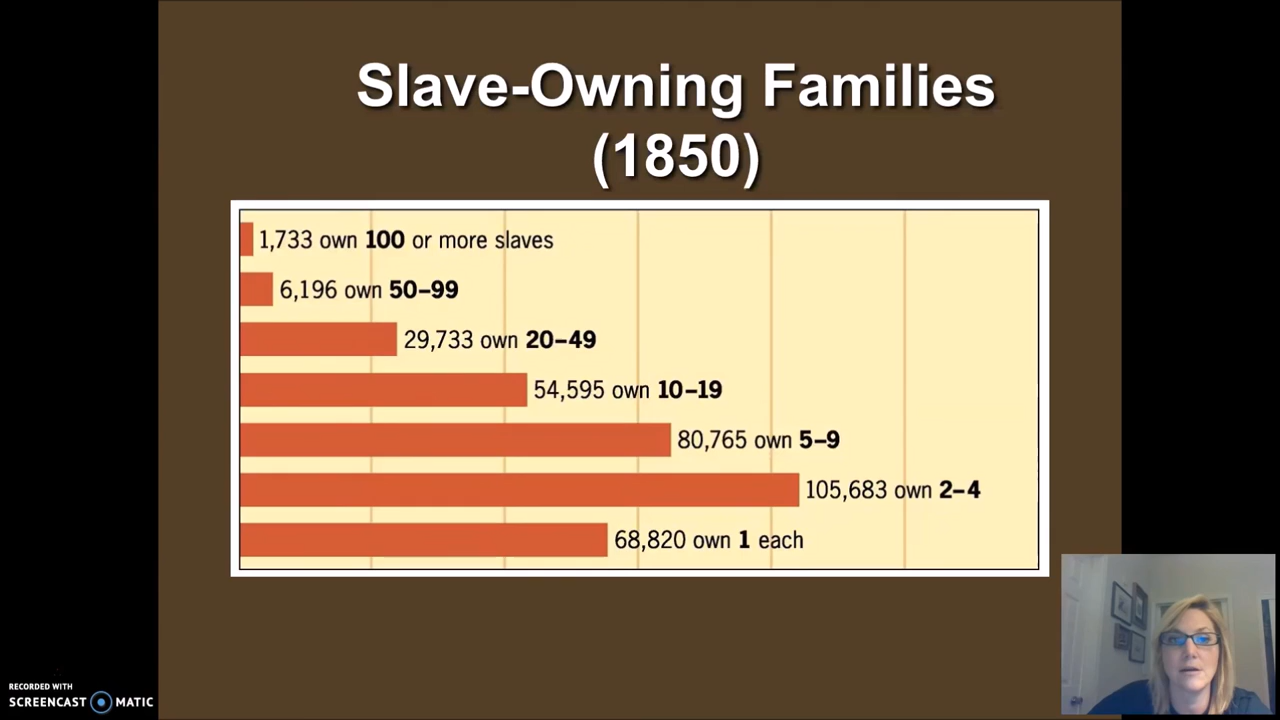 Slave-Owning Families
(1850)
1,733 own 100 or more slaves
6,196 own 50–99
29,733 own 20–49
54,595 own 10–19
80,765 own 5–9
105,683 own 2–4
68,820 own 1 each
RECORDED WITH
SCREENCAST MATIC